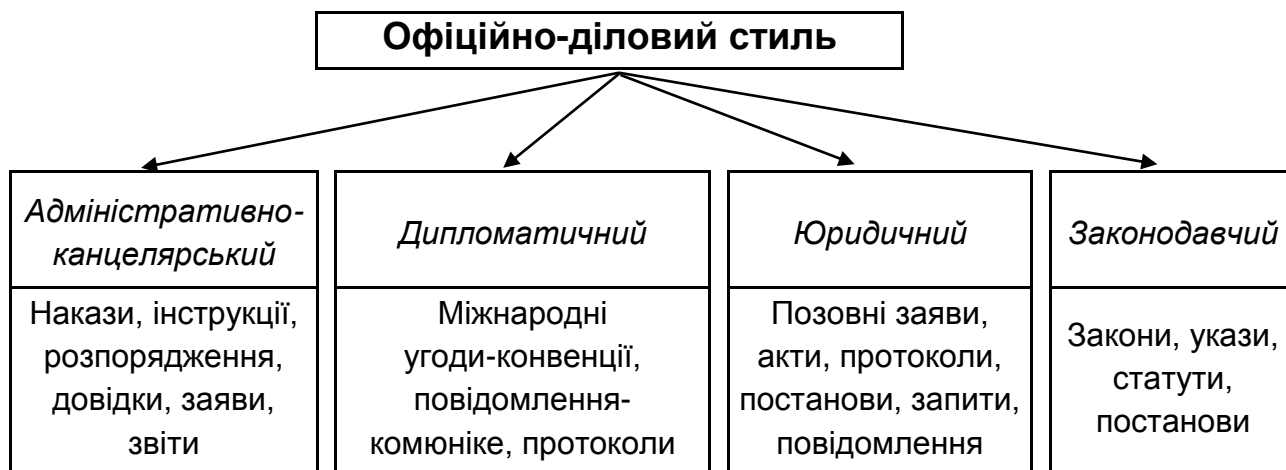 Офіційно-діловий стиль
Адміністративно-
канцелярський
Накази, інструкції,
розпорядження,
довідки, заяви,
звіти
Дипломатичний
Міжнародні
угоди-конвенції,
повідомлення-
комюніке, протоколи
Юридичний
Позовні заяви,
акти, протоколи,
постанови, запити,
повідомлення
Законодавчий
Закони, укази,
статути,
постанови